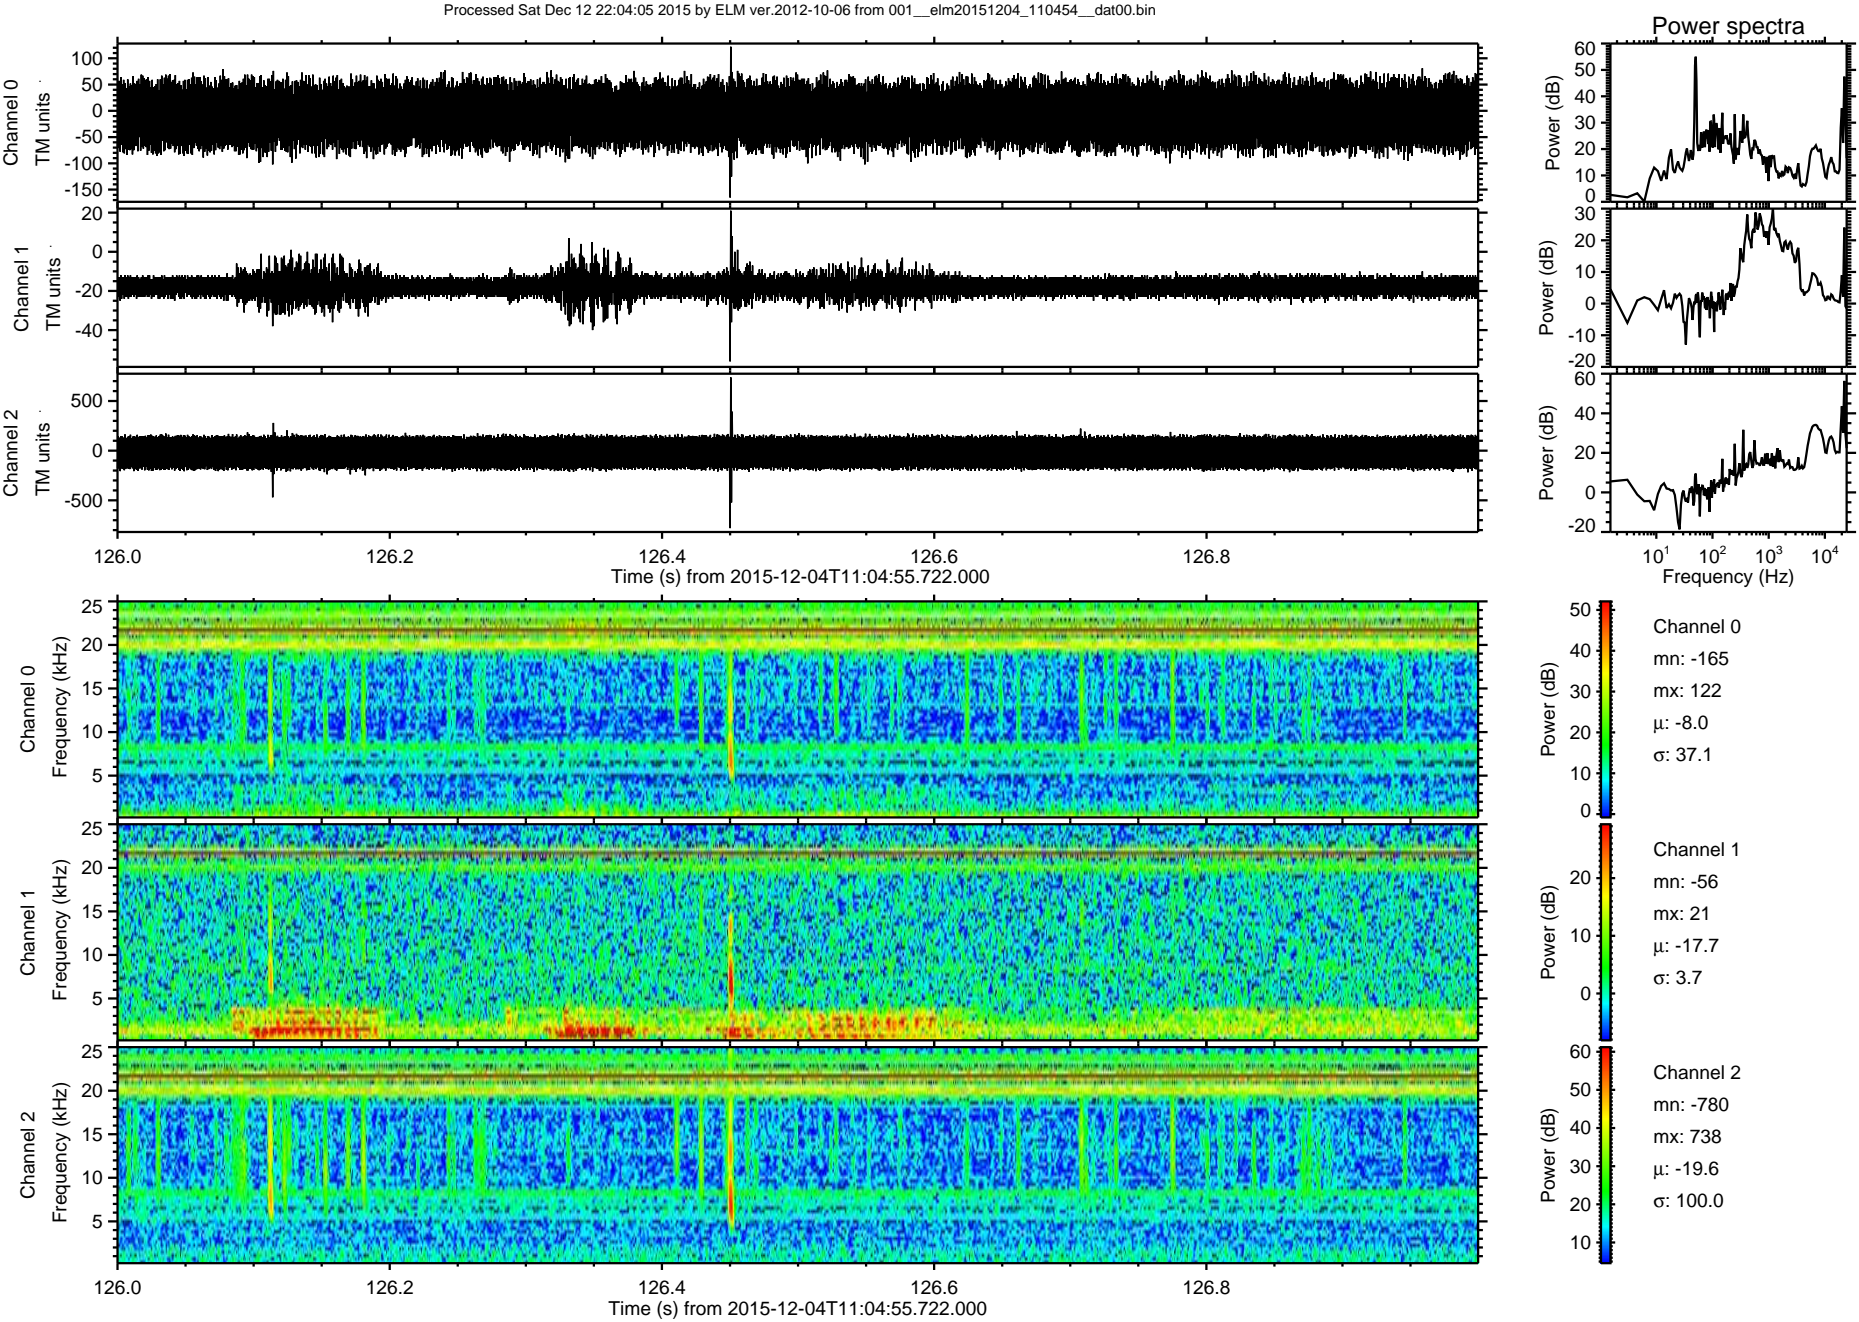 Processed Sat Dec 12 22:04:05 2015 by ELM ver.2012-10-06 from 001__elm20151204_110454__dat00.bin
Power spectra
Channel 0
TM units
100
50
0
-50
-100
-150
Power (dB)
60
50
40
30
20
10
0
Channel 1
TM units
20
0
-20
-40
Power (dB)
30
20
10
0
-10
-20
Channel 2
TM units
500
0
-500
Power (dB)
60
40
20
0
-20
126.0 126.2 126.4 126.6 126.8
Time (s) from 2015-12-04T11:04:55.722.000
10¹ 10² 10³ 10⁴
Frequency (Hz)
Channel 0
Frequency (kHz)
25
20
15
10
5
Power (dB)
50
40
30
20
10
0
Channel 0
mn: -165
mx: 122
μ: -8.0
σ: 37.1
Channel 1
Frequency (kHz)
25
20
15
10
5
Power (dB)
20
10
0
Channel 1
mn: -56
mx: 21
μ: -17.7
σ: 3.7
Channel 2
Frequency (kHz)
25
20
15
10
5
Power (dB)
60
50
40
30
20
10
Channel 2
mn: -780
mx: 738
μ: -19.6
σ: 100.0
126.0 126.2 126.4 126.6 126.8
Time (s) from 2015-12-04T11:04:55.722.000